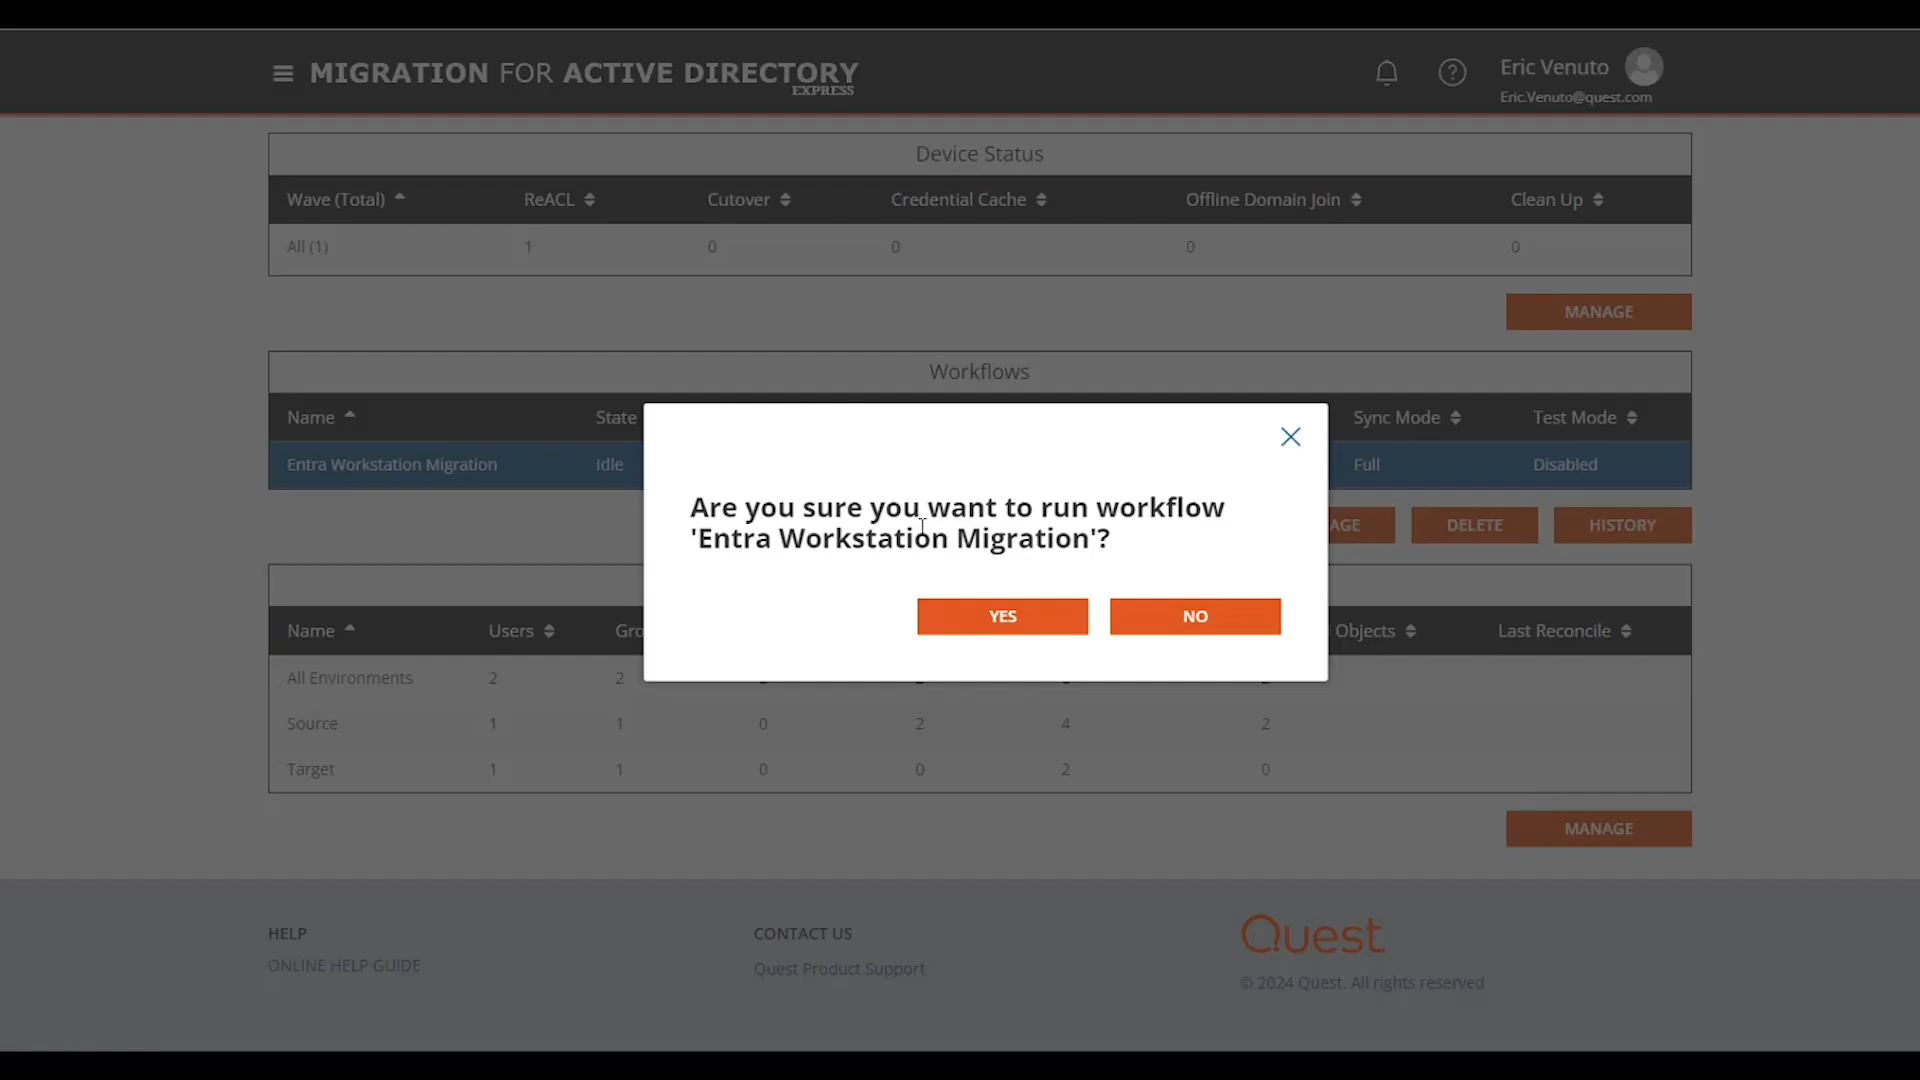 MIGRATION FOR ACTIVE DIRECTORY
EXPRESS
Eric Venuto
Eric.Venuto@quest.com
Device Status
Wave (Total) ReACL Cutover Credential Cache Offline Domain Join Clean Up
All (1) 1 0 0 0 0
MANAGE
Workflows
Name State Sync Mode Test Mode
Entra Workstation Migration Idle Full Disabled
DELETE HISTORY
Are you sure you want to run workflow
'Entra Workstation Migration'?
YES NO
Name Users Objects Last Reconcile
All Environments 2 2
Source 1 1 0 2 4 2
Target 1 1 0 0 2 0
MANAGE
HELP
ONLINE HELP GUIDE
CONTACT US
Quest Product Support
Quest
© 2024 Quest. All rights reserved